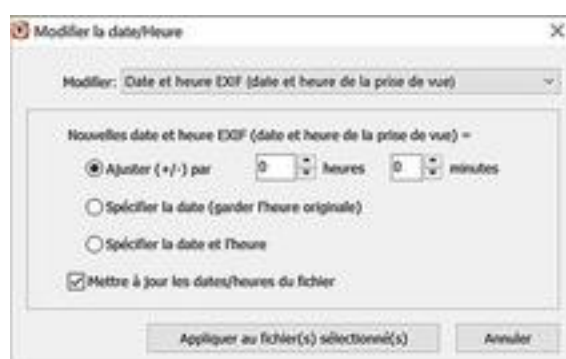 Modifier la date/Heure
Modifier: Date et heure EXIF (date et heure de la prise de vue)
Nouvelles date et heure EXIF (date et heure de la prise de vue) =
Ajuster (+/-) par 0 heures 0 minutes
Spécifier la date (garder l'heure originale)
Spécifier la date et l'heure
Mettre à jour les dates/heures du fichier
Appliquer au fichier(s) sélectionné(s) Annuler